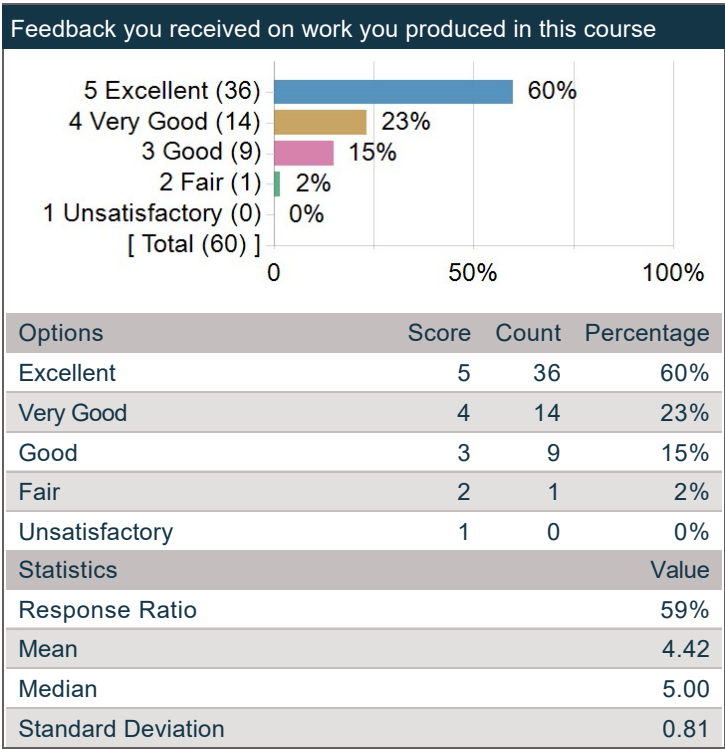 Feedback you received on work you produced in this course
5 Excellent (36) 60%
4 Very Good (14) 23%
3 Good (9) 15%
2 Fair (1) 2%
1 Unsatisfactory (0) 0%
[ Total (60) ]
0 50% 100%
Options Score Count Percentage
Excellent 5 36 60%
Very Good 4 14 23%
Good 3 9 15%
Fair 2 1 2%
Unsatisfactory 1 0 0%
Statistics Value
Response Ratio 59%
Mean 4.42
Median 5.00
Standard Deviation 0.81